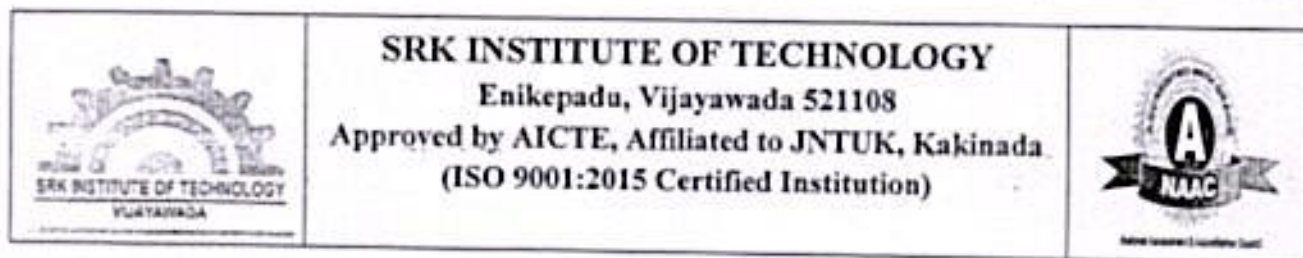 SRK INSTITUTE OF TECHNOLOGY
Enikepadu, Vijayawada 521108
Approved by AICTE, Affiliated to JNTUK, Kakinada
(ISO 9001:2015 Certified Institution)
SRK INSTITUTE OF TECHNOLOGY
VIJAYAWADA
A
NAAC